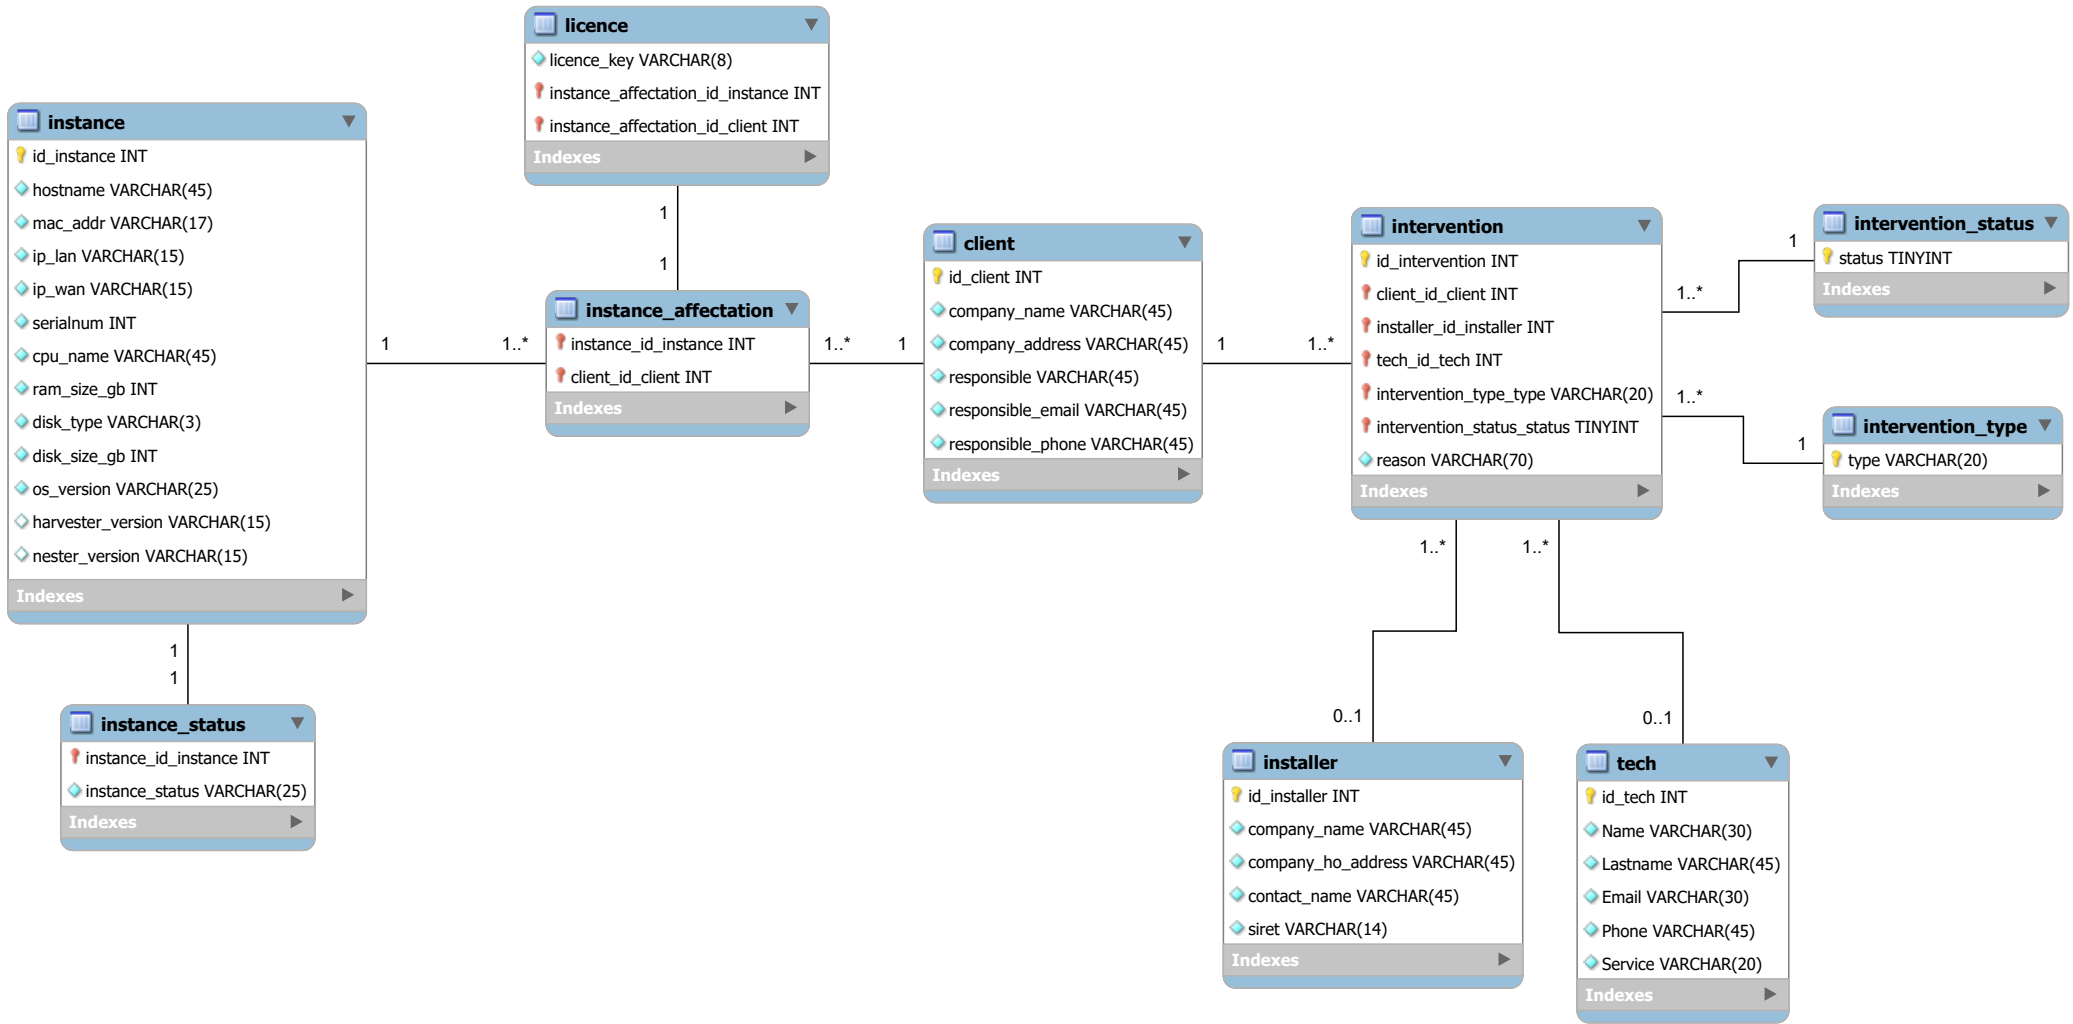 licence
licence_key VARCHAR(8)
instance_affectation_id_instance INT
instance_affectation_id_client INT
Indexes
instance
id_instance INT
hostname VARCHAR(45)
mac_addr VARCHAR(17)
ip_lan VARCHAR(15)
ip_wan VARCHAR(15)
serialnum INT
cpu_name VARCHAR(45)
ram_size_gb INT
disk_type VARCHAR(3)
disk_size_gb INT
os_version VARCHAR(25)
harvester_version VARCHAR(15)
nester_version VARCHAR(15)
Indexes
1
1
1
1..*
instance_affectation
instance_id_instance INT
client_id_client INT
Indexes
1..*
1
client
id_client INT
company_name VARCHAR(45)
company_address VARCHAR(45)
responsible VARCHAR(45)
responsible_email VARCHAR(45)
responsible_phone VARCHAR(45)
Indexes
1
1..*
intervention
id_intervention INT
client_id_client INT
installer_id_installer INT
tech_id_tech INT
intervention_type_type VARCHAR(20)
intervention_status_status TINYINT
reason VARCHAR(70)
Indexes
1..*
1
intervention_status
status TINYINT
Indexes
1..*
1
intervention_type
type VARCHAR(20)
Indexes
1
1
instance_status
instance_id_instance INT
instance_status VARCHAR(25)
Indexes
1..*
0..1
installer
id_installer INT
company_name VARCHAR(45)
company_ho_address VARCHAR(45)
contact_name VARCHAR(45)
siret VARCHAR(14)
Indexes
1..*
0..1
tech
id_tech INT
Name VARCHAR(30)
Lastname VARCHAR(45)
Email VARCHAR(30)
Phone VARCHAR(45)
Service VARCHAR(20)
Indexes